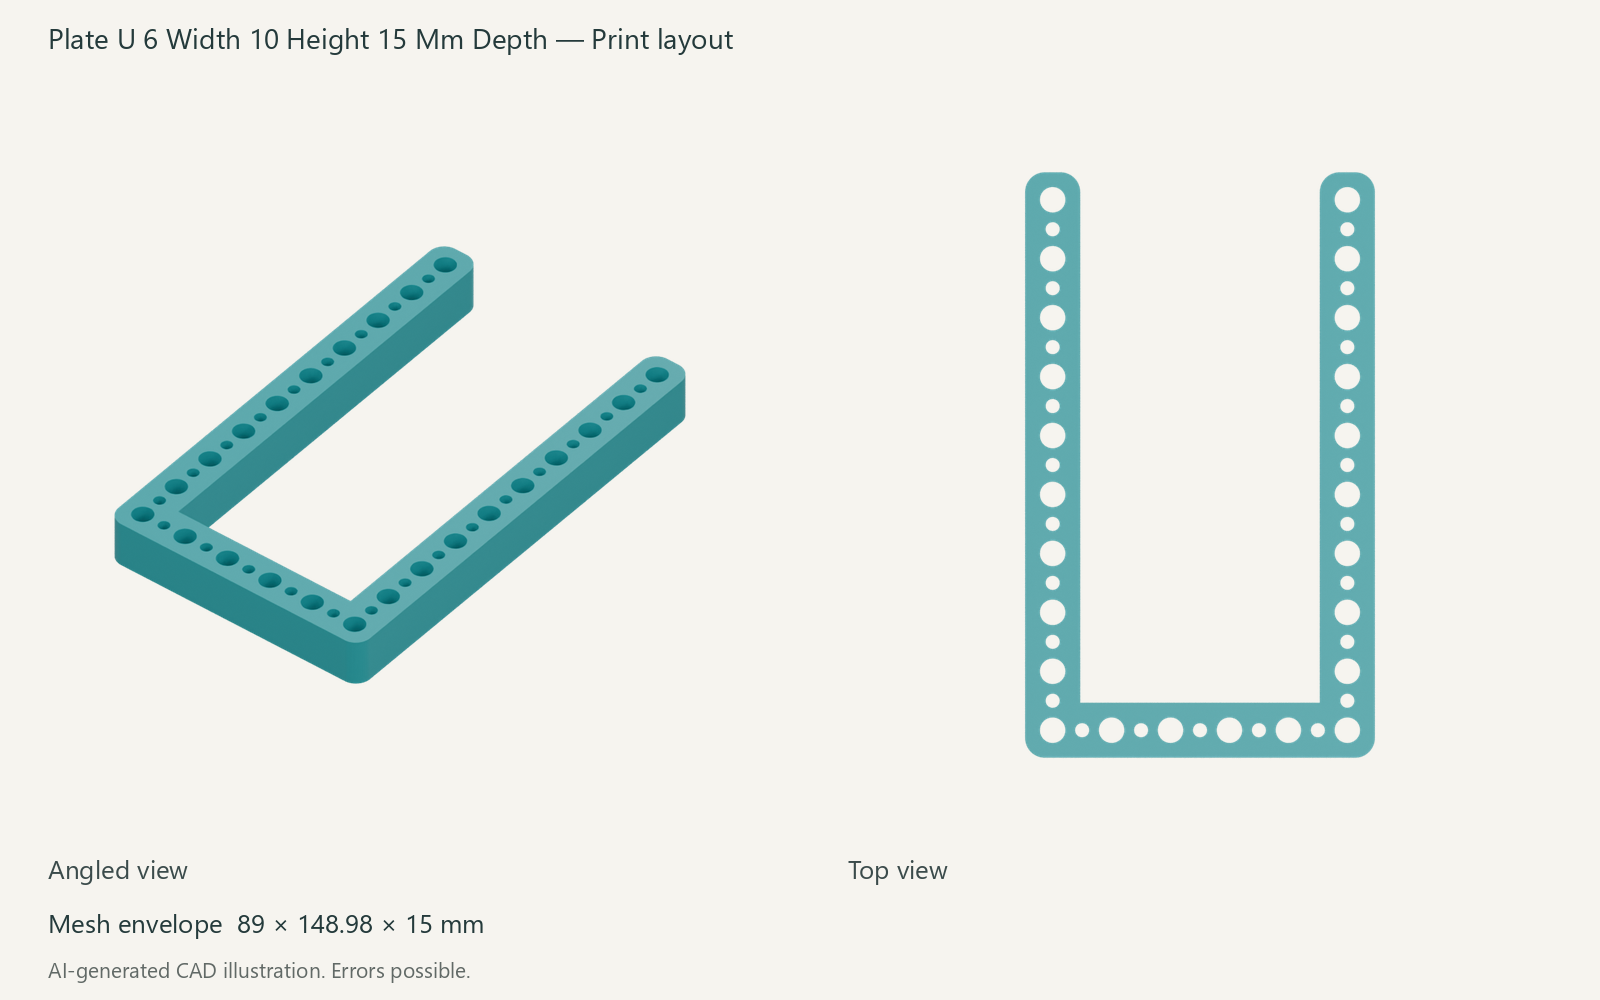 Plate U 6 Width 10 Height 15 Mm Depth — Print layout
Angled view
Top view
Mesh envelope  89 × 148.98 × 15 mm
AI-generated CAD illustration. Errors possible.